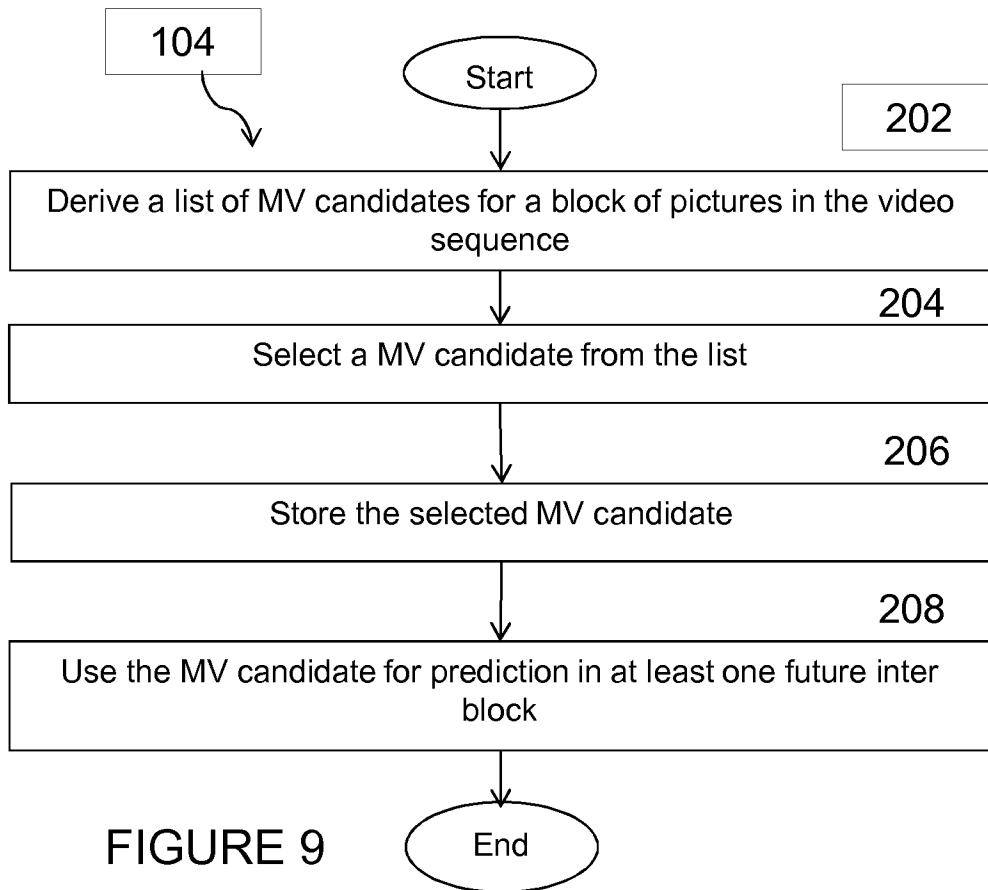 104
Start
202
Derive a list of MV candidates for a block of pictures in the video
sequence
204
Select a MV candidate from the list
206
Store the selected MV candidate
208
Use the MV candidate for prediction in at least one future inter
block
FIGURE 9
End